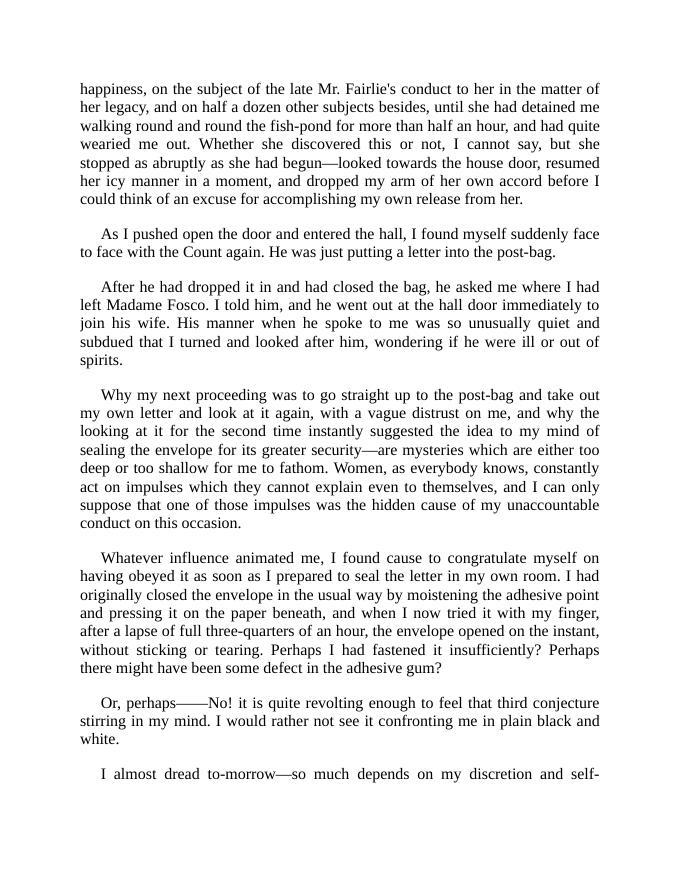 happiness, on the subject of the late Mr. Fairlie's conduct to her in the matter of
her legacy, and on half a dozen other subjects besides, until she had detained me
walking round and round the fish-pond for more than half an hour, and had quite
wearied me out. Whether she discovered this or not, I cannot say, but she
stopped as abruptly as she had begun—looked towards the house door, resumed
her icy manner in a moment, and dropped my arm of her own accord before I
could think of an excuse for accomplishing my own release from her.
As I pushed open the door and entered the hall, I found myself suddenly face
to face with the Count again. He was just putting a letter into the post-bag.
After he had dropped it in and had closed the bag, he asked me where I had
left Madame Fosco. I told him, and he went out at the hall door immediately to
join his wife. His manner when he spoke to me was so unusually quiet and
subdued that I turned and looked after him, wondering if he were ill or out of
spirits.
Why my next proceeding was to go straight up to the post-bag and take out
my own letter and look at it again, with a vague distrust on me, and why the
looking at it for the second time instantly suggested the idea to my mind of
sealing the envelope for its greater security—are mysteries which are either too
deep or too shallow for me to fathom. Women, as everybody knows, constantly
act on impulses which they cannot explain even to themselves, and I can only
suppose that one of those impulses was the hidden cause of my unaccountable
conduct on this occasion.
Whatever influence animated me, I found cause to congratulate myself on
having obeyed it as soon as I prepared to seal the letter in my own room. I had
originally closed the envelope in the usual way by moistening the adhesive point
and pressing it on the paper beneath, and when I now tried it with my finger,
after a lapse of full three-quarters of an hour, the envelope opened on the instant,
without sticking or tearing. Perhaps I had fastened it insufficiently? Perhaps
there might have been some defect in the adhesive gum?
Or, perhaps——No! it is quite revolting enough to feel that third conjecture
stirring in my mind. I would rather not see it confronting me in plain black and
white.
I almost dread to-morrow—so much depends on my discretion and self-